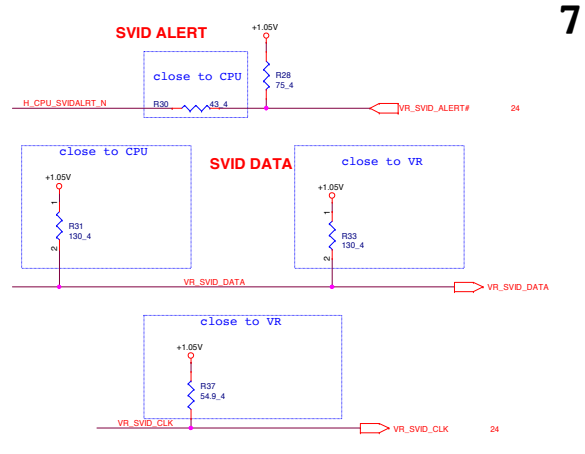 7
SVID ALERT
+1.05V
close to CPU
R28
75_4
H_CPU_SVIDALRT_N
R30
43_4
VR_SVID_ALERT#
24
close to CPU
SVID DATA
close to VR
+1.05V
+1.05V
1
1
R31
130_4
R33
130_4
2
2
VR_SVID_DATA
VR_SVID_DATA
close to VR
+1.05V
R37
54.9_4
VR_SVID_CLK
VR_SVID_CLK
24